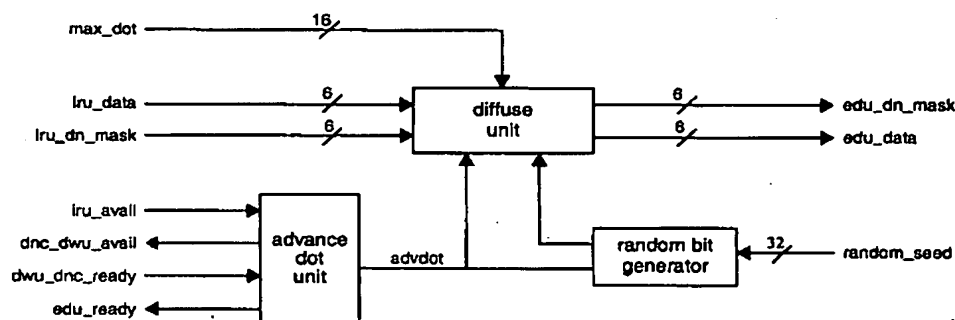 max_dot
16
lru_data
6
diffuse
unit
6
edu_dn_mask
lru_dn_mask
6
6
edu_data
iru_avail
dnc_dwu_avail
advance
dot
unit
advdot
random bit
generator
32
random_seed
dwu_dnc_ready
edu_ready